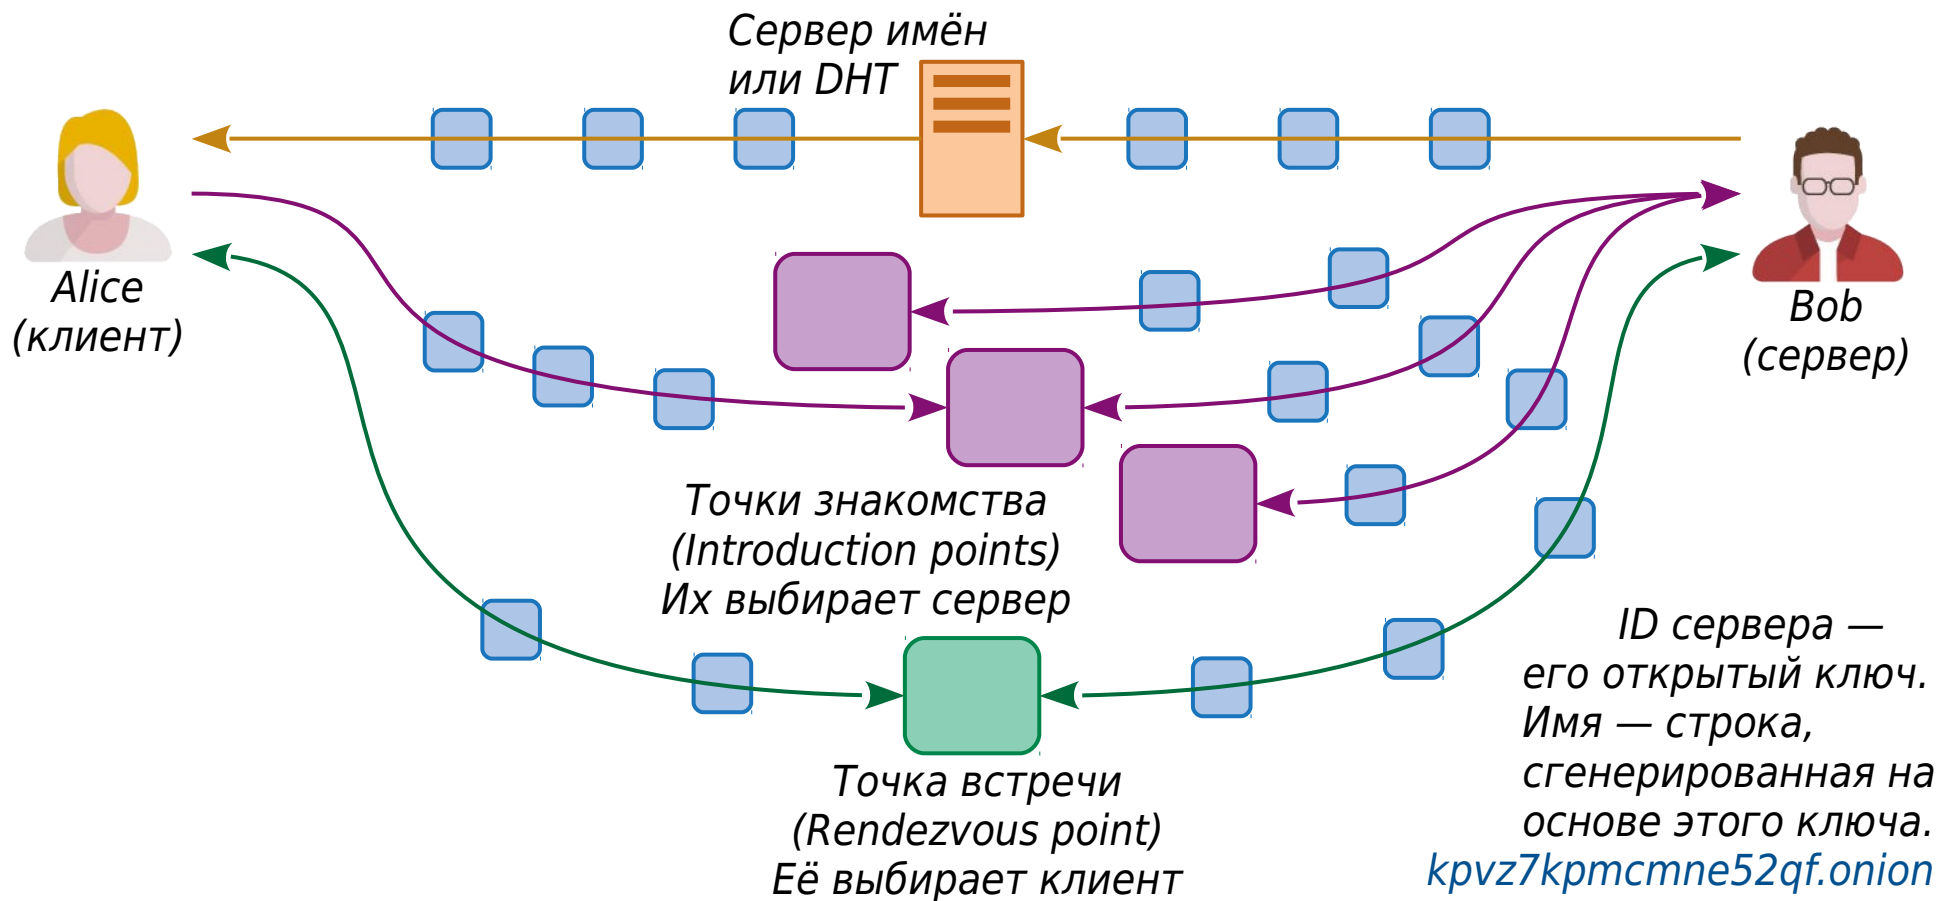 Сервер имён
или DHT
Alice
(клиент)
Bob
(сервер)
Точки знакомства
(Introduction points)
Их выбирает сервер
Точка встречи
(Rendezvous point)
Её выбирает клиент
ID сервера —
его открытый ключ.
Имя — строка,
сгенерированная на
основе этого ключа.
kpvz7kpmcmne52qf.onion